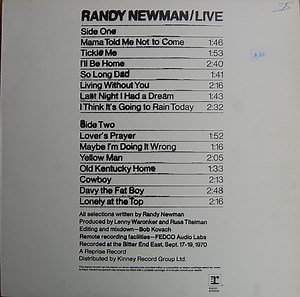 RANDY NEWMAN/LIVE
Side One
Mama Told Me Not to Come 1:46
Tickle Me 1:55
I'll Be Home 2:40
So Long Dad 1:41
Living Without You 2:16
Last Night I Had a Dream 1:43
I Think It's Going to Rain Today 2:32
Side Two
Lover's Prayer 1:52
Maybe I'm Doing It Wrong 1:16
Yellow Man 2:05
Old Kentucky Home 1:53
Cowboy 2:13
Davy the Fat Boy 2:48
Lonely at the Top 2:16
All selections written by Randy Newman
Produced by Lenny Waronker and Russ Titelman
Editing and mixdown—Bob Kovach
Remote recording facilities—FEDCO Audio Labs
Recorded at the Bitter End East, Sept. 17-19, 1970
A Reprise Record
Distributed by Kinney Record Group Ltd.